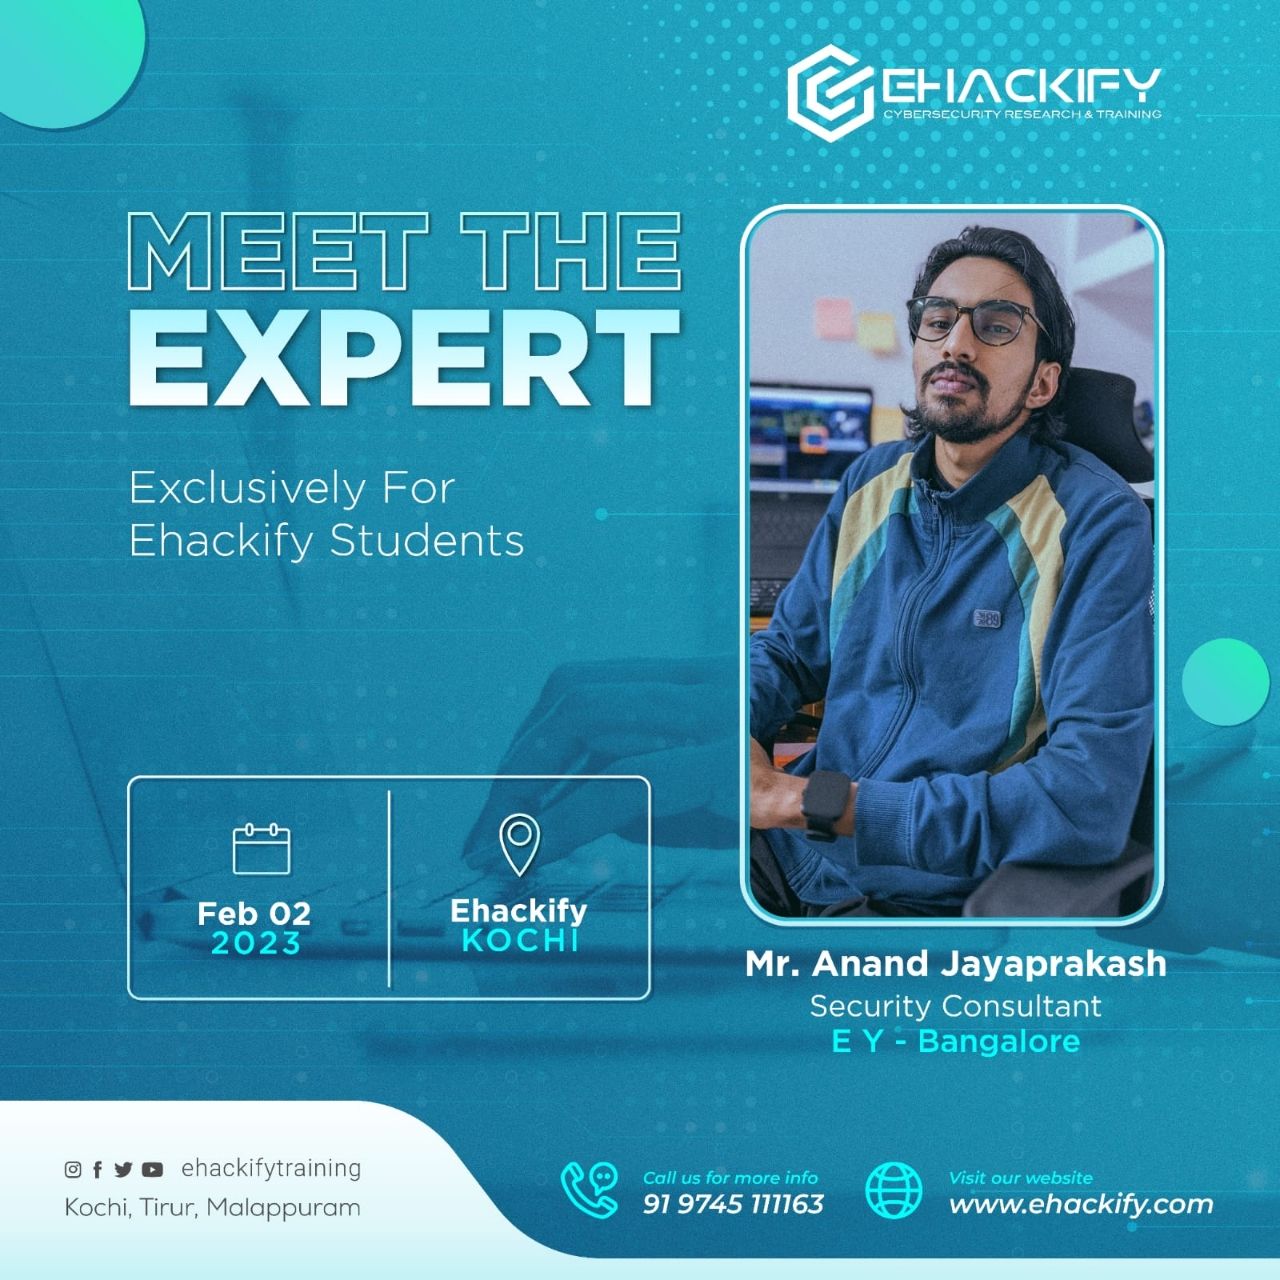 EHACKIFY
CYBERSECURITY RESEARCH & TRAINING
MEET THE
EXPERT
Exclusively For
Ehackify Students
Feb 02
2023
Ehackify
KOCHI
Mr. Anand Jayaprakash
Security Consultant
E Y - Bangalore
ehackifytraining
Kochi, Tirur, Malappuram
Call us for more info
91 9745 111163
Visit our website
www.ehackify.com